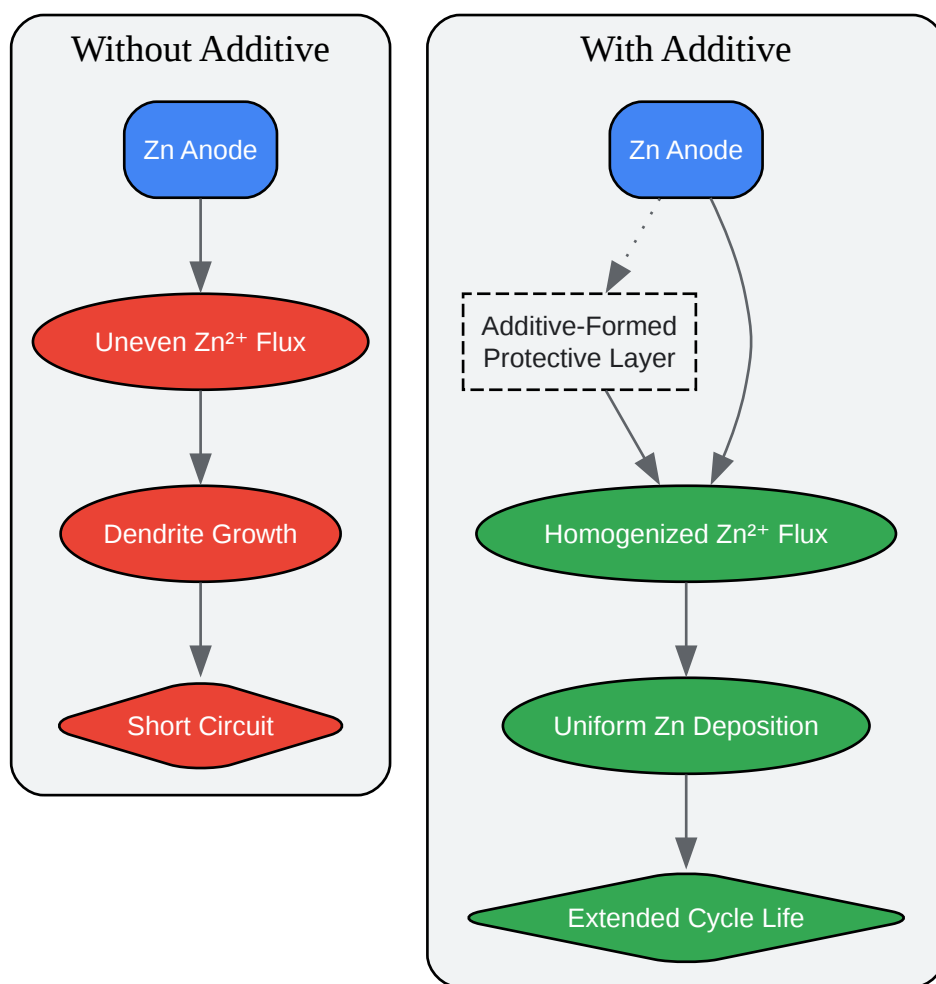 Without Additive
Zn Anode
Uneven Zn²⁺ Flux
Dendrite Growth
Short Circuit
With Additive
Zn Anode
Additive-Formed
Protective Layer
Homogenized Zn²⁺ Flux
Uniform Zn Deposition
Extended Cycle Life